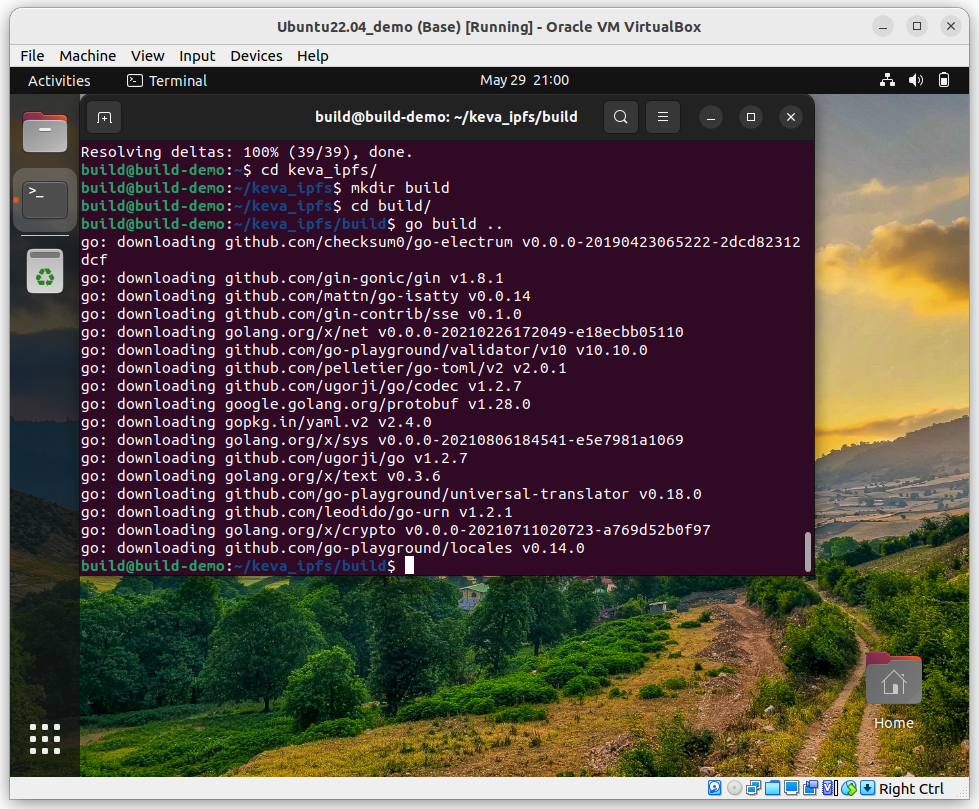 Ubuntu22.04_demo (Base) [Running] - Oracle VM VirtualBox
File Machine View Input Devices Help
Activities Terminal May 29 21:00
build@build-demo: ~/keva_ipfs/build
Resolving deltas: 100% (39/39), done.
build@build-demo:~$ cd keva_ipfs/
build@build-demo:~/keva_ipfs$ mkdir build
build@build-demo:~/keva_ipfs$ cd build/
build@build-demo:~/keva_ipfs/build$ go build ..
go: downloading github.com/checksum0/go-electrum v0.0.0-20190423065222-2dcd82312
dcf
go: downloading github.com/gin-gonic/gin v1.8.1
go: downloading github.com/mattn/go-isatty v0.0.14
go: downloading github.com/gin-contrib/sse v0.1.0
go: downloading golang.org/x/net v0.0.0-20210226172049-e18ecbb05110
go: downloading github.com/go-playground/validator/v10 v10.10.0
go: downloading github.com/pelletier/go-toml/v2 v2.0.1
go: downloading github.com/ugorji/go/codec v1.2.7
go: downloading google.golang.org/protobuf v1.28.0
go: downloading gopkg.in/yaml.v2 v2.4.0
go: downloading golang.org/x/sys v0.0.0-20210806184541-e5e7981a1069
go: downloading github.com/ugorji/go v1.2.7
go: downloading golang.org/x/text v0.3.6
go: downloading github.com/go-playground/universal-translator v0.18.0
go: downloading github.com/leodido/go-urn v1.2.1
go: downloading golang.org/x/crypto v0.0.0-20210711020723-a769d52b0f97
go: downloading github.com/go-playground/locales v0.14.0
build@build-demo:~/keva_ipfs/build$
Home
Right Ctrl